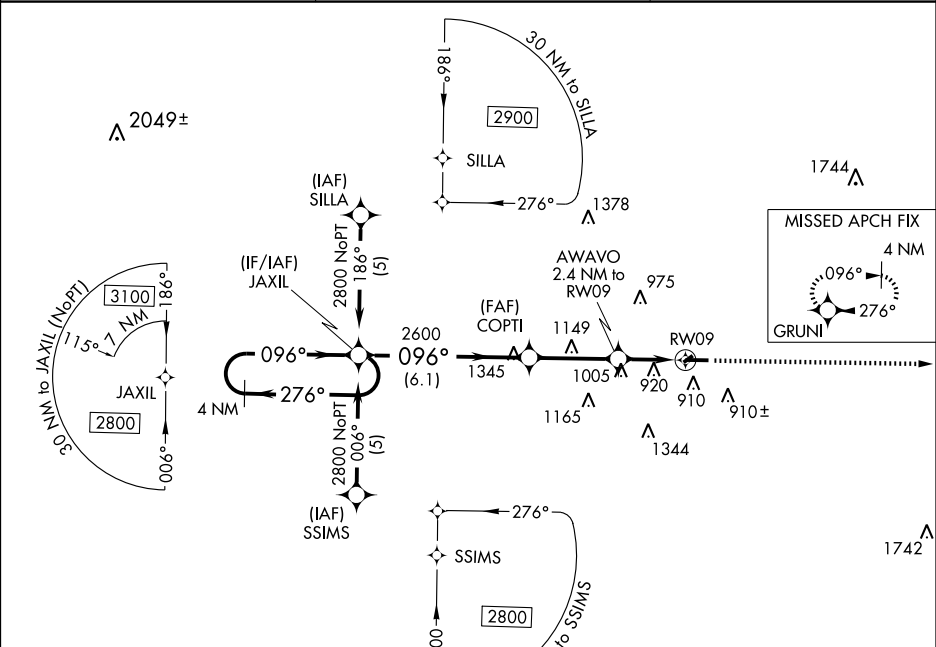 2049±
186°
30 NM to SILLA
2900
SILLA
276°
1378
1744
MISSED APCH FIX
4 NM
096°
276°
GRUNI
(IAF)
SILLA
2800 NoPT
186°
(5)
(IF/IAF)
JAXIL
30 NM to JAXIL (NoPT)
3100
186°
7 NM
115°
JAXIL
2800
006°
096°
276°
4 NM
2600
096°
(6.1)
(FAF)
COPTI
1345
1149
AWAVO
2.4 NM to
RW09
975
RW09
1005
920
910
910±
1165
1344
2800 NoPT
006°
(5)
(IAF)
SSIMS
276°
SSIMS
2800
to SSIMS
00
1742